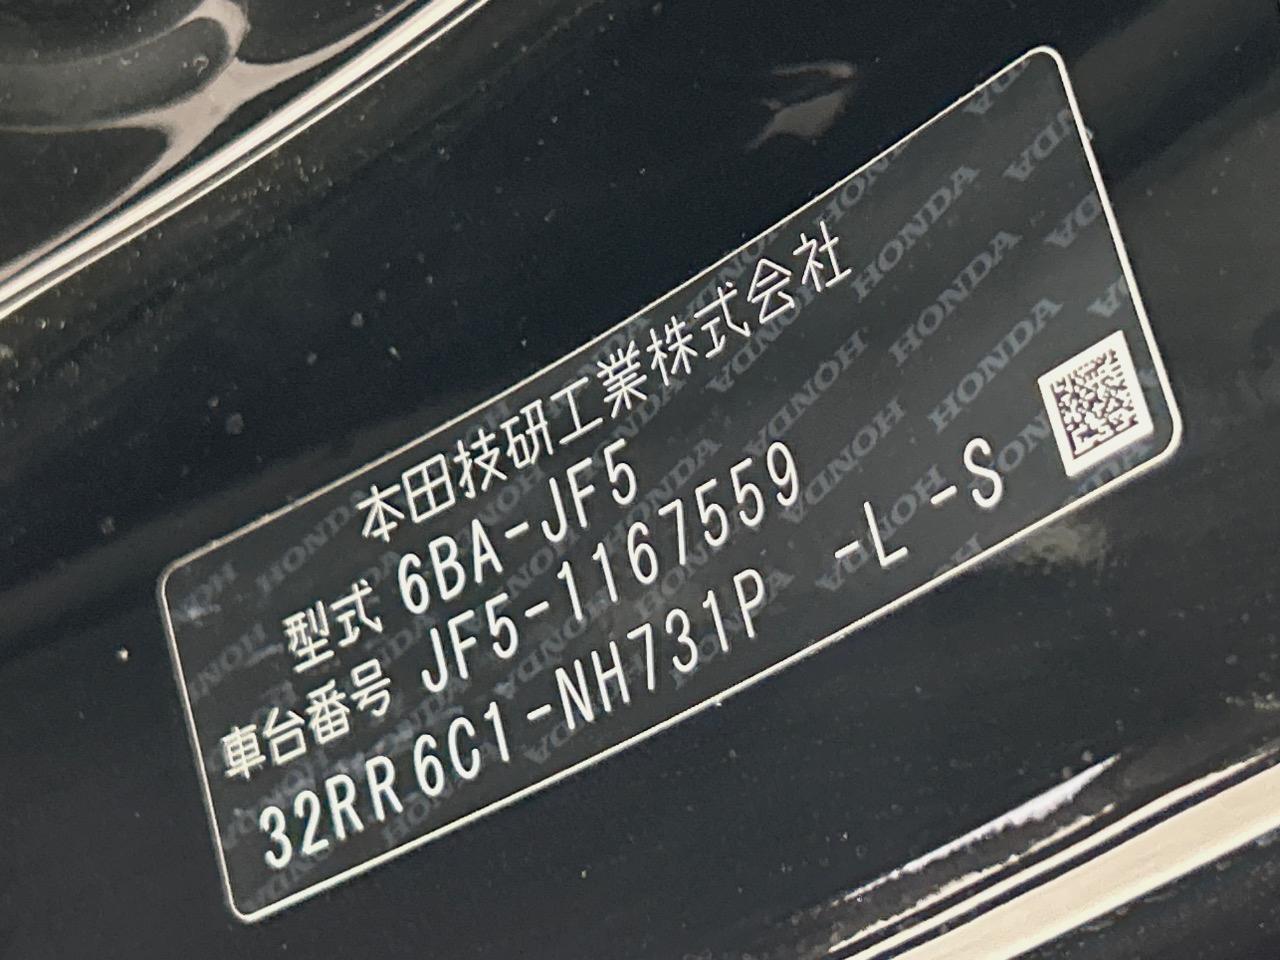 本田技研工業株式会社
型式 6BA-JF5
車台番号 JF5-1167559
32RR6C1-NH731P -L -S